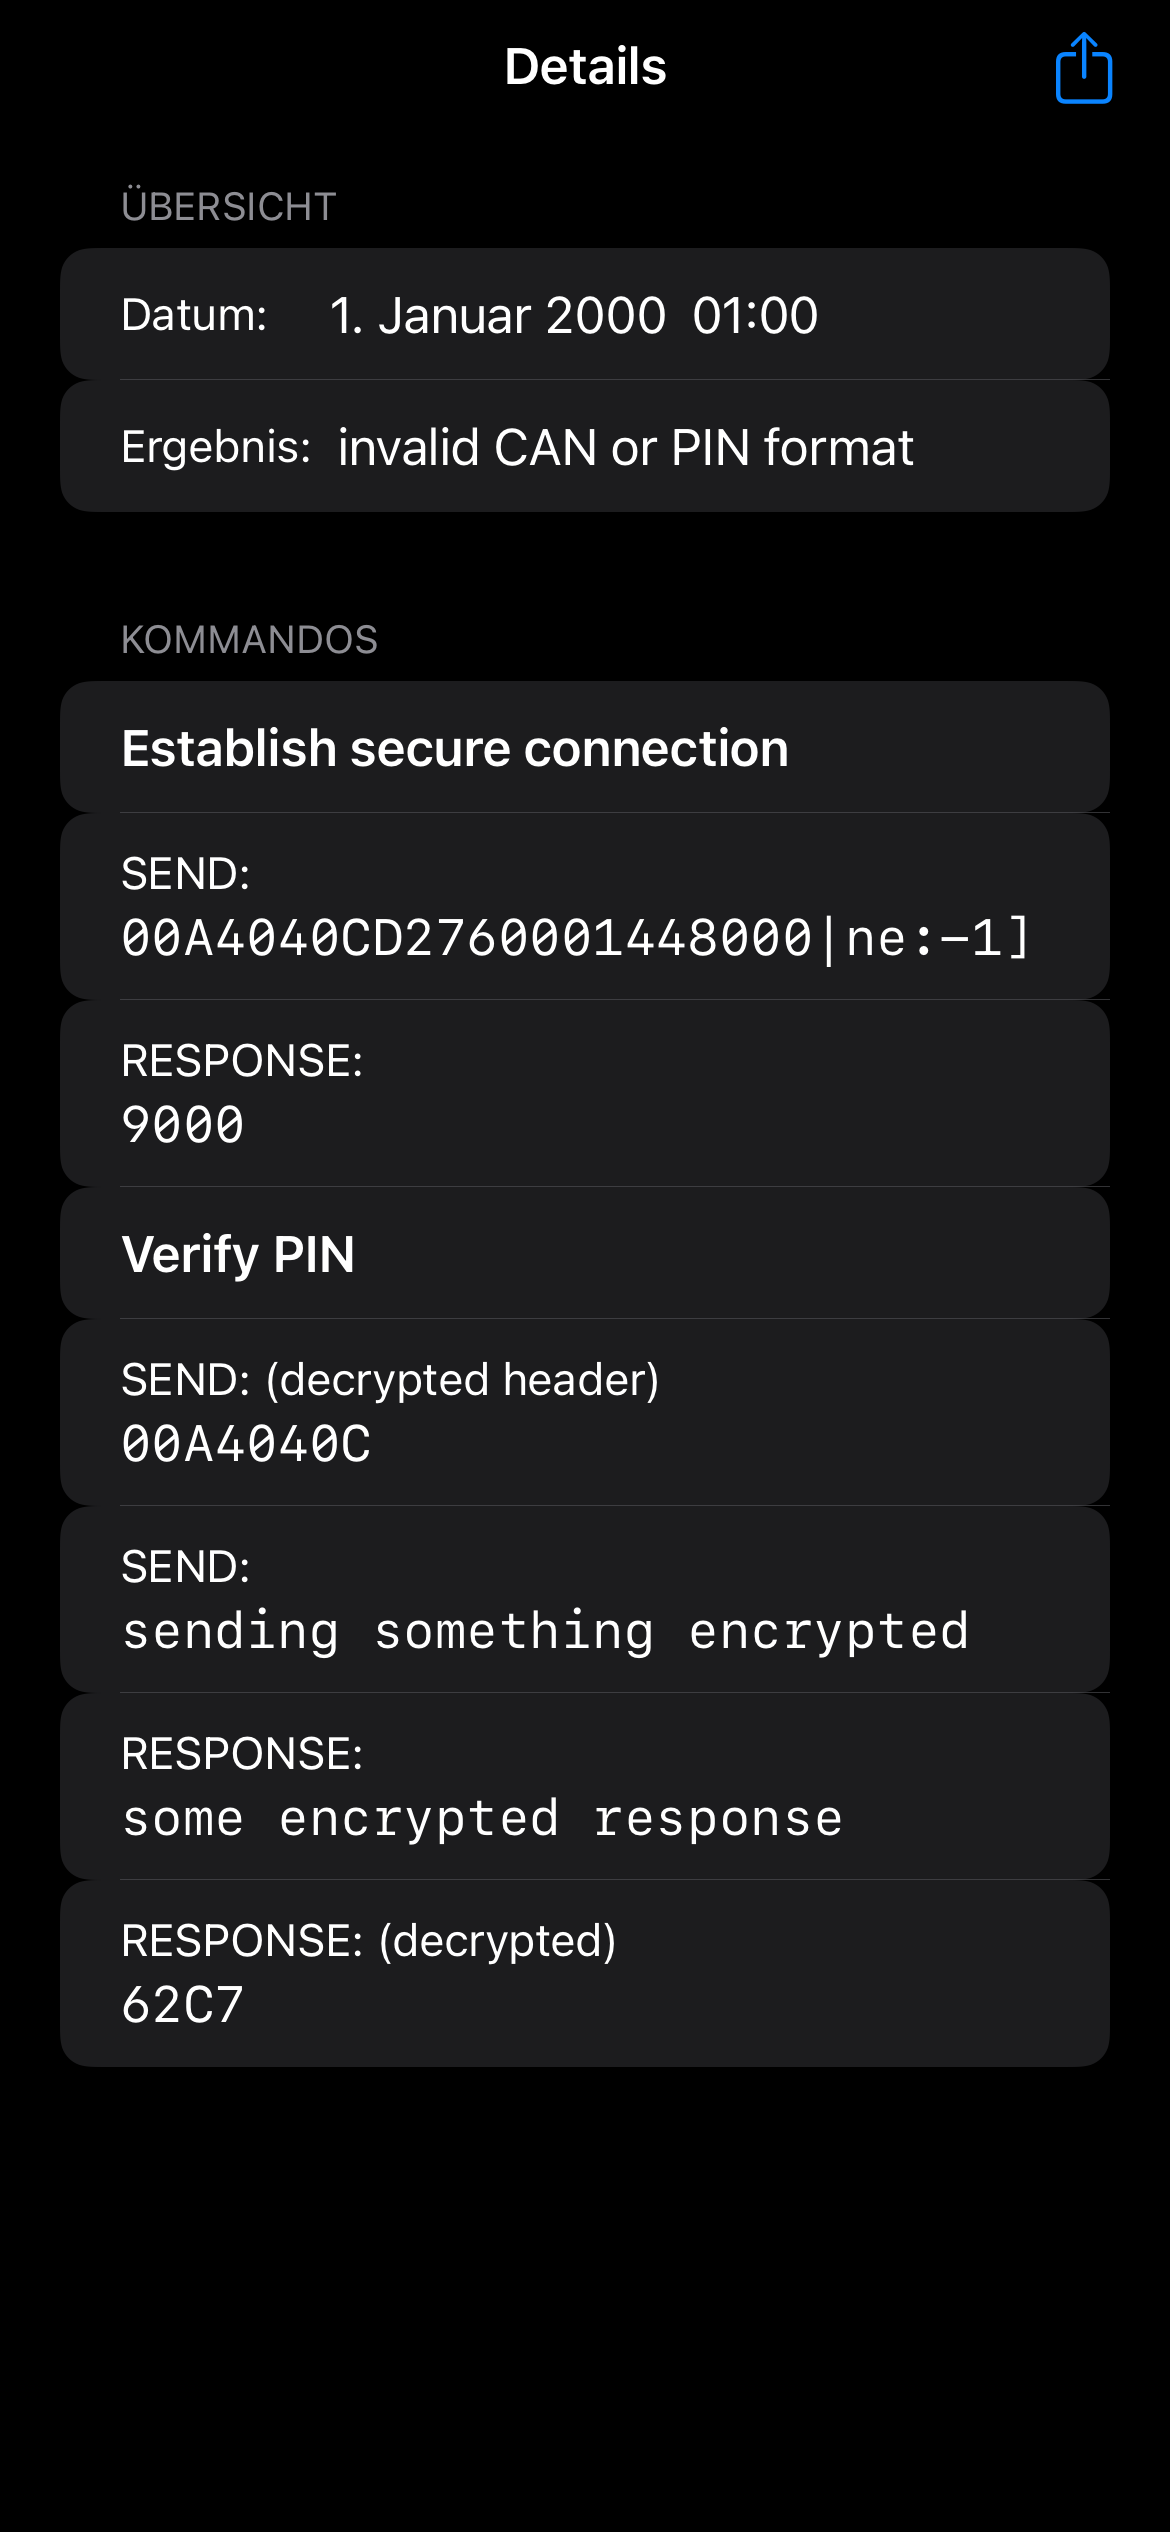 Details
ÜBERSICHT
Datum: 1. Januar 2000 01:00
Ergebnis: invalid CAN or PIN format
KOMMANDOS
Establish secure connection
SEND:
00A4040CD2760001448000|ne:-1]
RESPONSE:
9000
Verify PIN
SEND: (decrypted header)
00A4040C
SEND:
sending something encrypted
RESPONSE:
some encrypted response
RESPONSE: (decrypted)
62C7